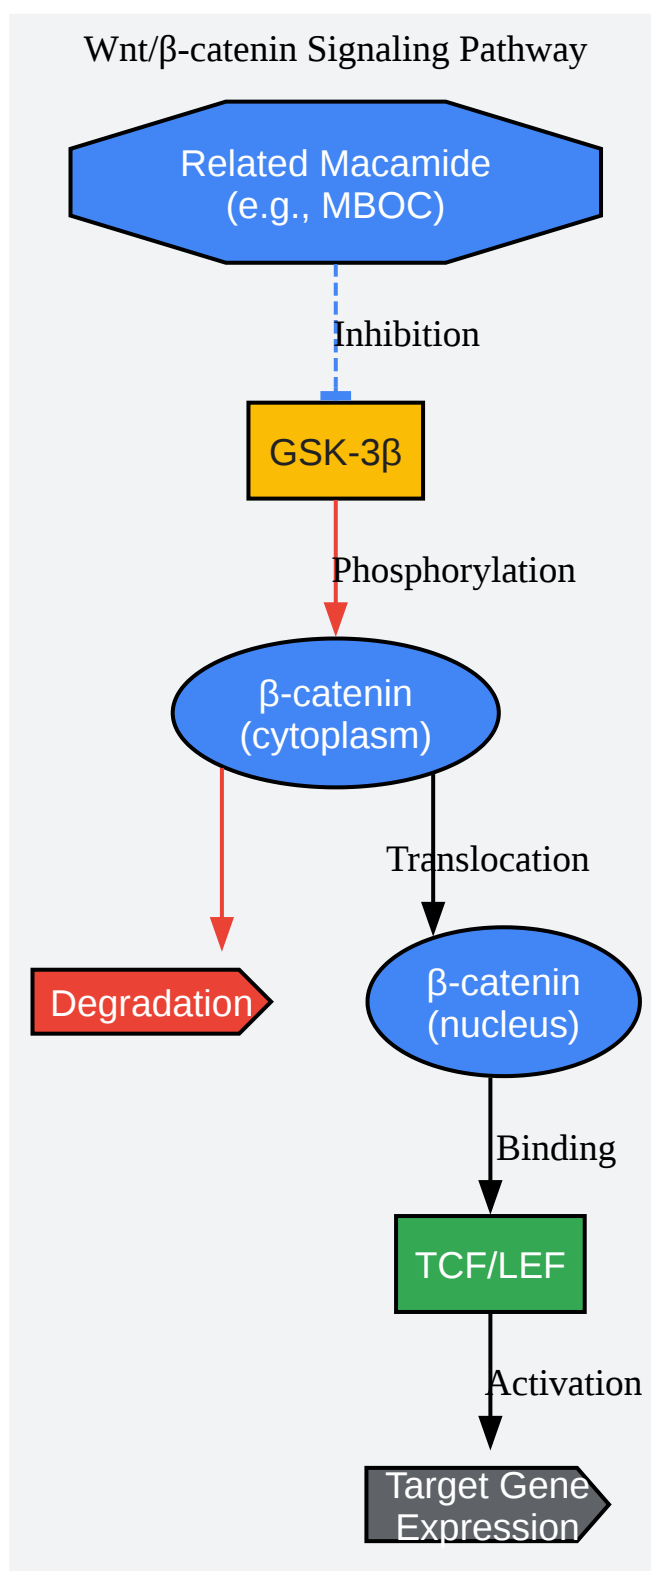 Wnt/β-catenin Signaling Pathway
Related Macamide
(e.g., MBOC)
Inhibition
GSK-3β
Phosphorylation
β-catenin
(cytoplasm)
Translocation
Degradation
β-catenin
(nucleus)
Binding
TCF/LEF
Activation
Target Gene
Expression